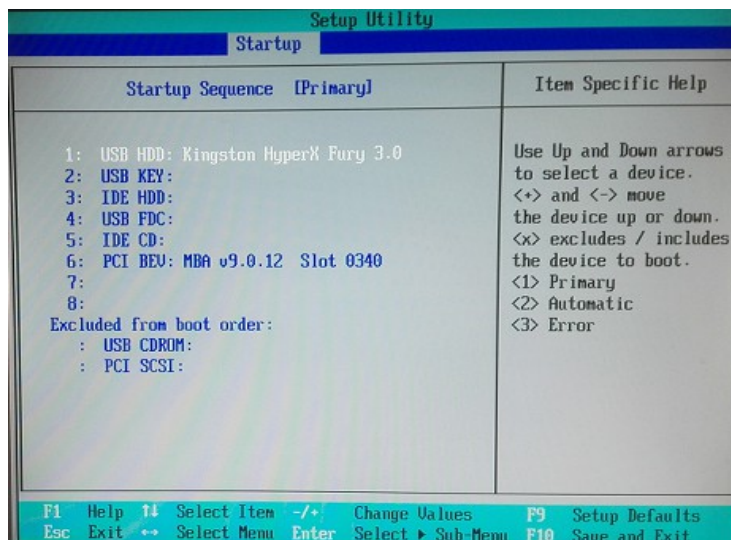 Setup Utility
Startup
Startup Sequence [Primary]
1: USB HDD: Kingston HyperX Fury 3.0
2: USB KEY:
3: IDE HDD:
4: USB FDC:
5: IDE CD:
6: PCI BEV: MBA v9.0.12 Slot 0340
7:
8:
Excluded from boot order:
: USB CDROM:
: PCI SCSI:
Item Specific Help
Use Up and Down arrows
to select a device.
<+> and <-> move
the device up or down.
<x> excludes / includes
the device to boot.
<1> Primary
<2> Automatic
<3> Error
F1 Help ↑↓ Select Item -/+ Change Values F9 Setup Defaults
Esc Exit ↔ Select Menu Enter Select ▶ Sub-Menu F10 Save and Exit